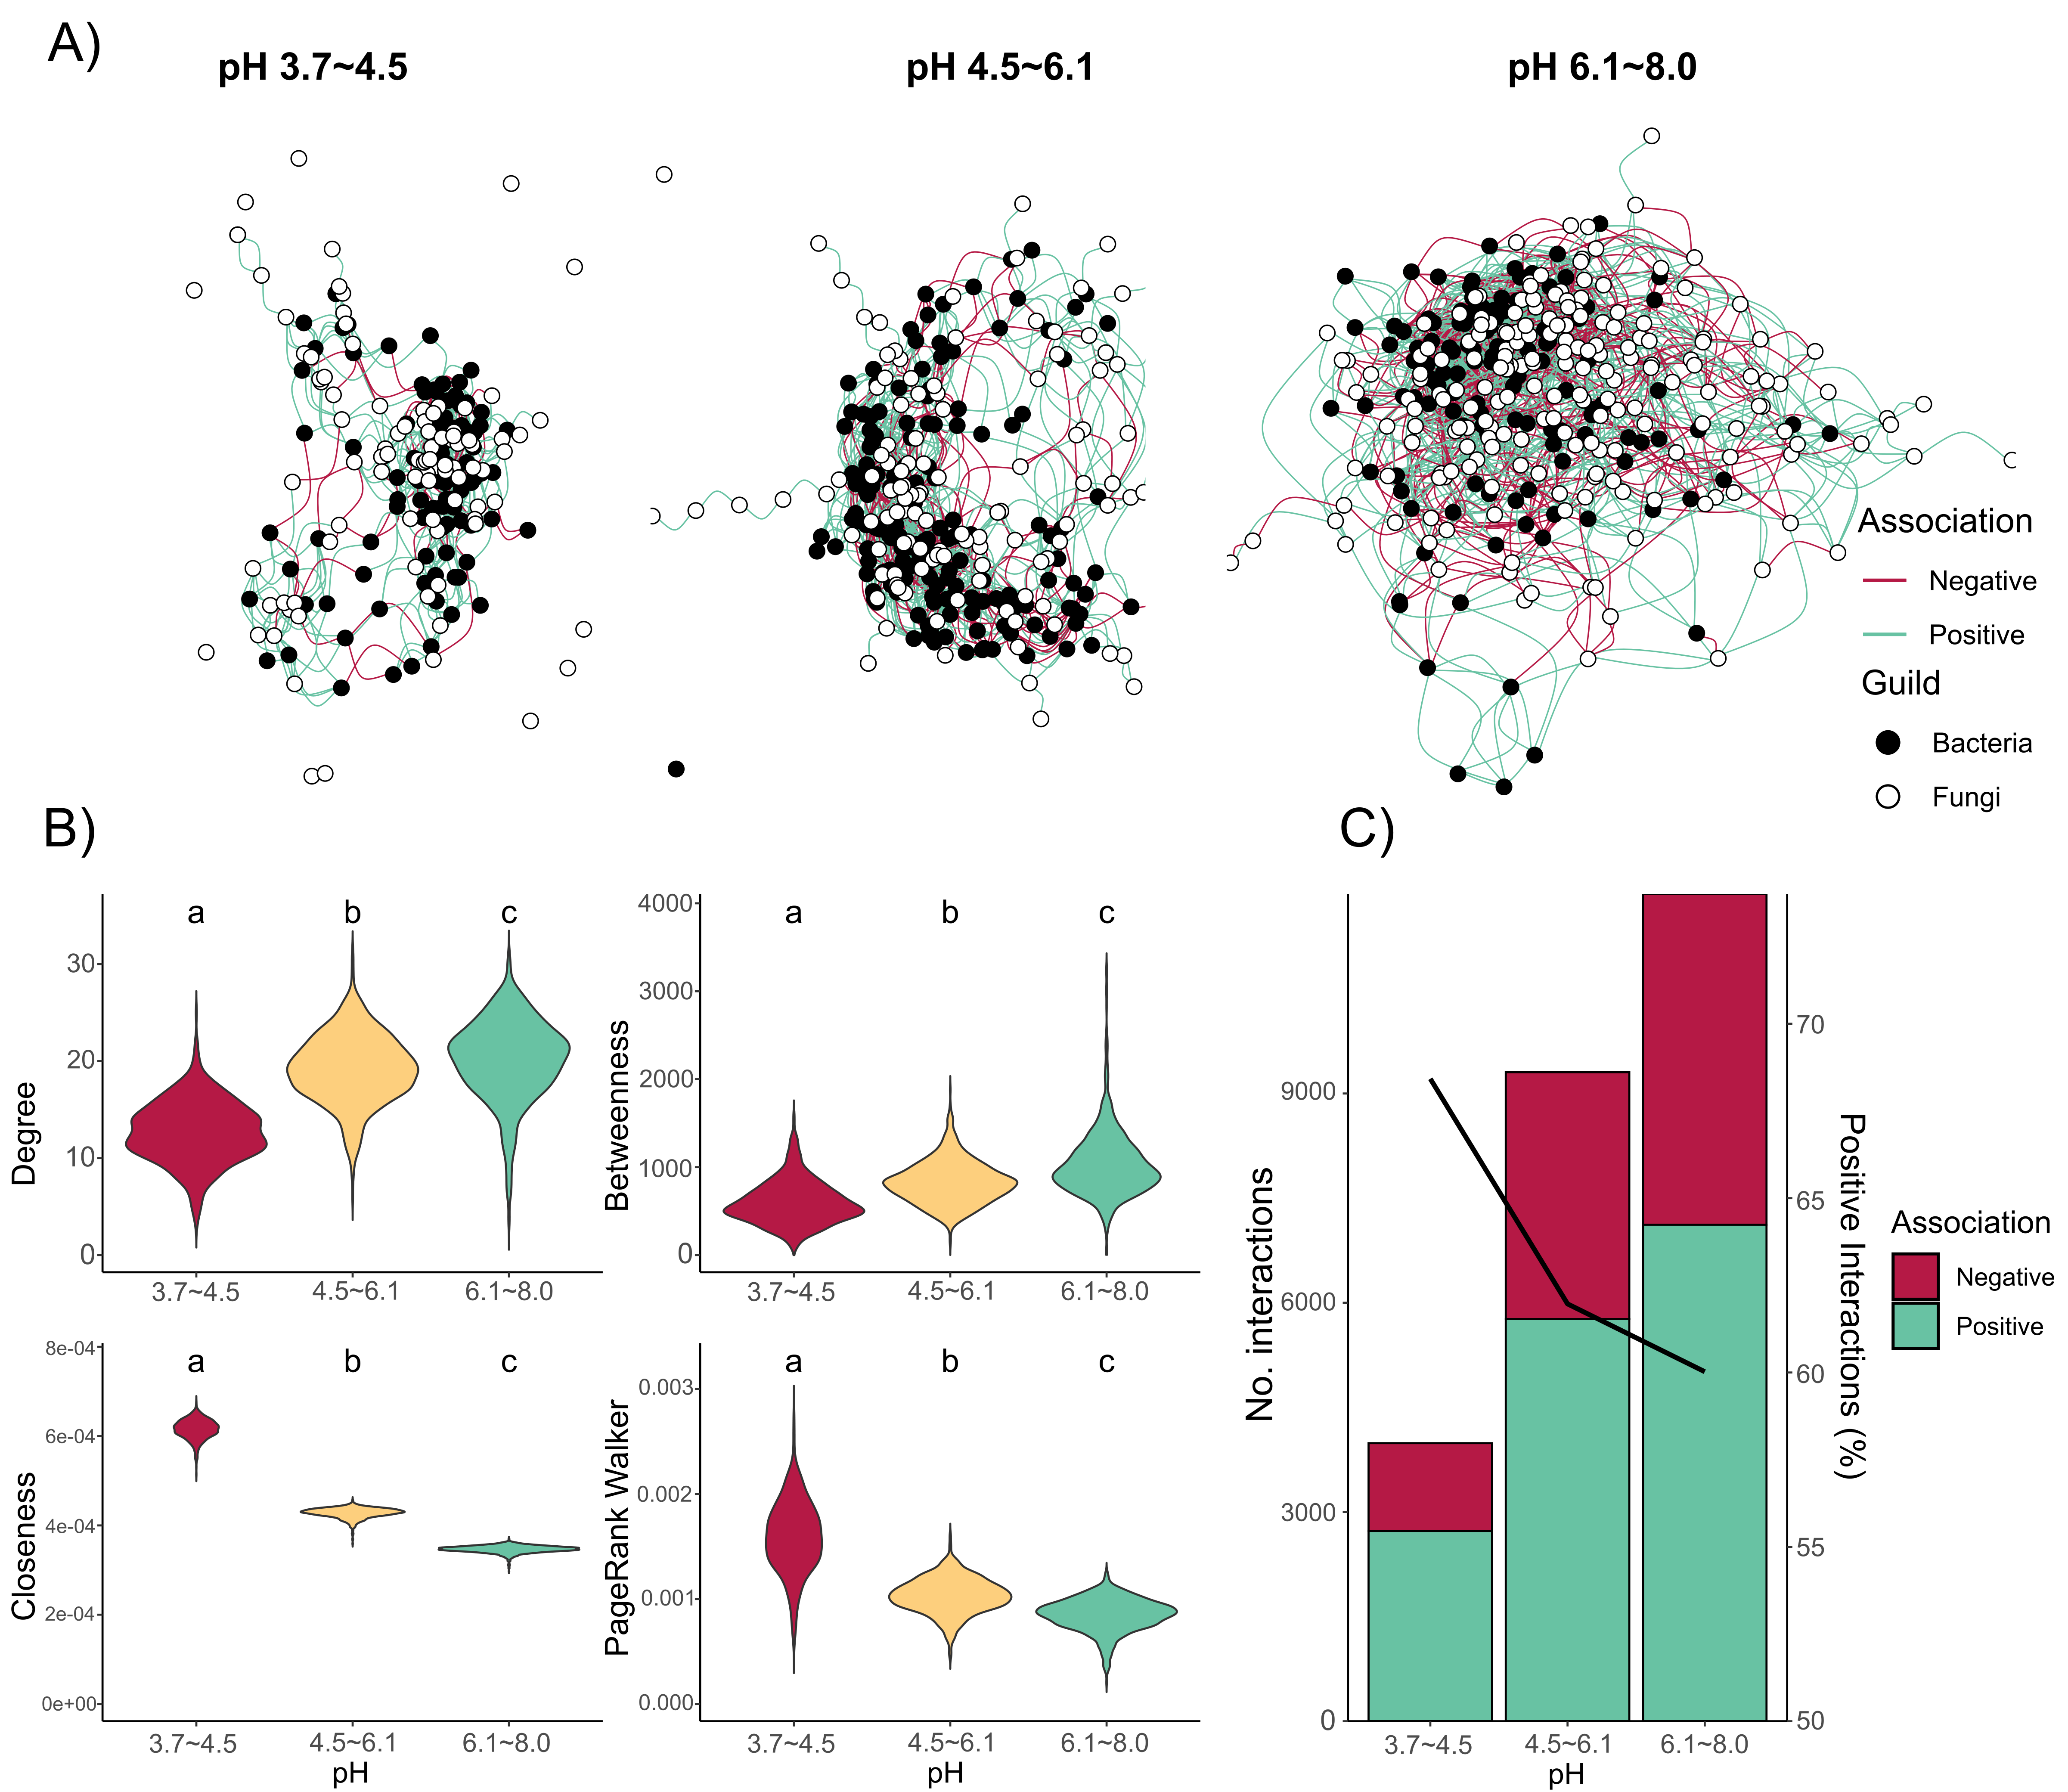 A)
pH 3.7~4.5
pH 4.5~6.1
pH 6.1~8.0
Association
Negative
Positive
Guild
Bacteria
Fungi
B)
Degree
30
20
10
0
a
b
c
3.7~4.5
4.5~6.1
6.1~8.0
Betweenness
4000
3000
2000
1000
0
a
b
c
3.7~4.5
4.5~6.1
6.1~8.0
Closeness
8e-04
6e-04
4e-04
2e-04
0e+00
a
b
c
3.7~4.5
4.5~6.1
6.1~8.0
pH
PageRank Walker
0.003
0.002
0.001
0.000
a
b
c
3.7~4.5
4.5~6.1
6.1~8.0
pH
C)
No. interactions
9000
6000
3000
0
70
65
60
55
50
Positive Interactions (%)
3.7~4.5
4.5~6.1
6.1~8.0
pH
Association
Negative
Positive